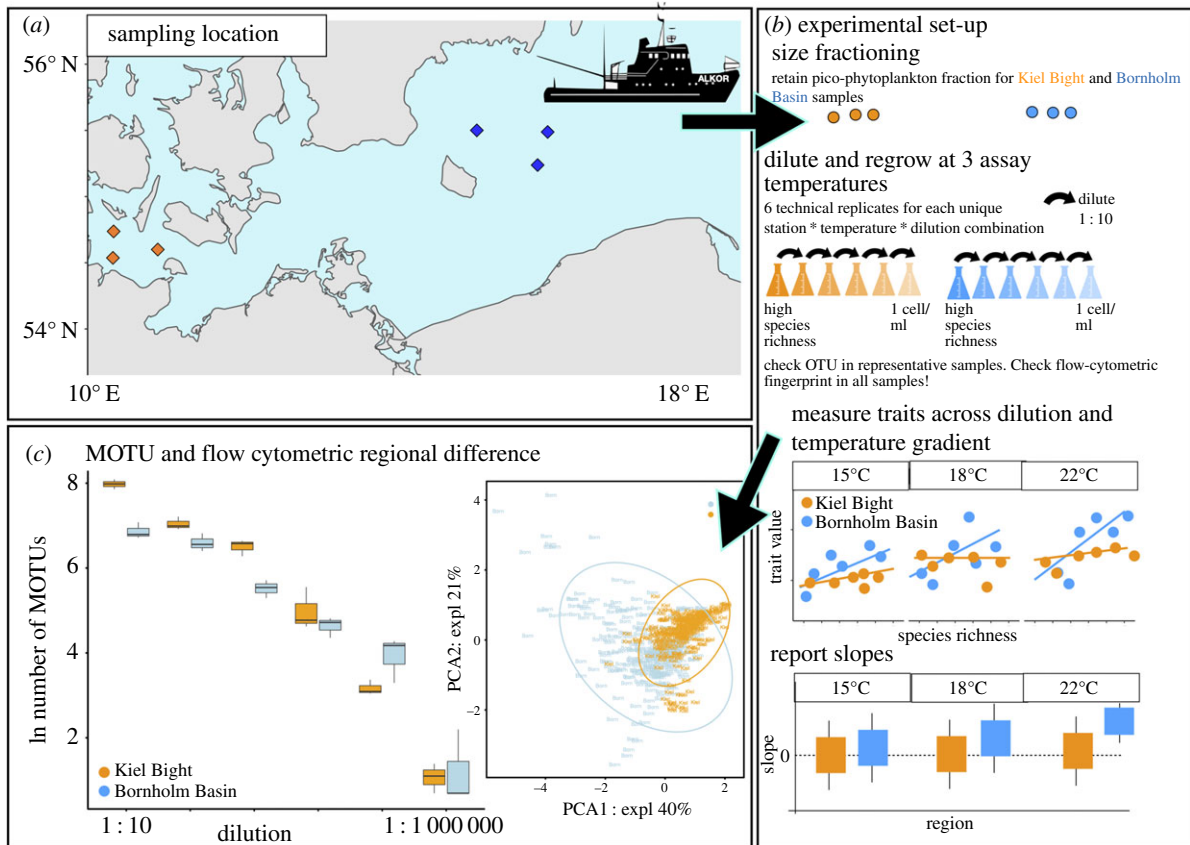 (a)
sampling location
56° N
54° N
10° E
18° E
ALKOR
(b) experimental set-up
size fractioning
retain pico-phytoplankton fraction for Kiel Bight and Bornholm
Basin samples
dilute and regrow at 3 assay
temperatures
6 technical replicates for each unique
station * temperature * dilution combination
dilute
1 : 10
high
species
richness
1 cell/
ml
high
species
richness
1 cell/
ml
check OTU in representative samples. Check flow-cytometric
fingerprint in all samples!
measure traits across dilution and
temperature gradient
15°C
18°C
22°C
Kiel Bight
Bornholm Basin
trait value
species richness
report slopes
15°C
18°C
22°C
slope
0
region
(c) MOTU and flow cytometric regional difference
ln number of MOTUs
8
6
4
2
Kiel Bight
Bornholm Basin
1 : 10
dilution
1 : 1 000 000
PCA2: expl 21%
4
2
0
−2
−4
−2
0
2
PCA1 : expl 40%